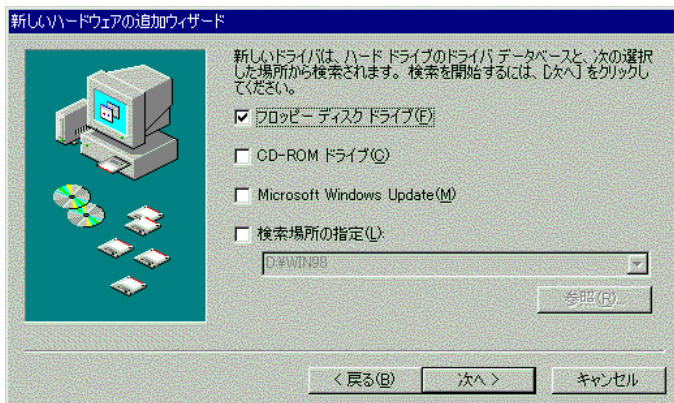 新しいハードウェアの追加ウィザード
新しいドライバは、ハード ドライブのドライバ データベースと、次の選択
した場所から検索されます。検索を開始するには、[次へ] をクリックし
てください。
フロッピー ディスク ドライブ(F)
CD-ROM ドライブ(C)
Microsoft Windows Update(M)
検索場所の指定(L):
D:¥WIN98
参照(R)...
< 戻る(B)
次へ >
キャンセル